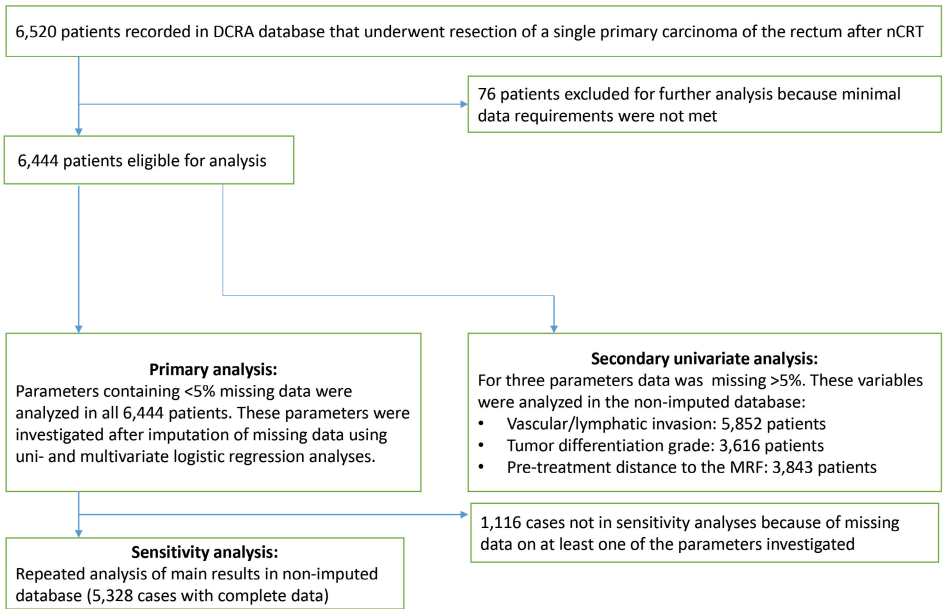 6,520 patients recorded in DCRA database that underwent resection of a single primary carcinoma of the rectum after nCRT
76 patients excluded for further analysis because minimal
data requirements were not met
6,444 patients eligible for analysis
Primary analysis:
Parameters containing <5% missing data were
analyzed in all 6,444 patients. These parameters were
investigated after imputation of missing data using
uni- and multivariate logistic regression analyses.
Secondary univariate analysis:
For three parameters data was missing >5%. These variables
were analyzed in the non-imputed database:
• Vascular/lymphatic invasion: 5,852 patients
• Tumor differentiation grade: 3,616 patients
• Pre-treatment distance to the MRF: 3,843 patients
1,116 cases not in sensitivity analyses because of missing
data on at least one of the parameters investigated
Sensitivity analysis:
Repeated analysis of main results in non-imputed
database (5,328 cases with complete data)